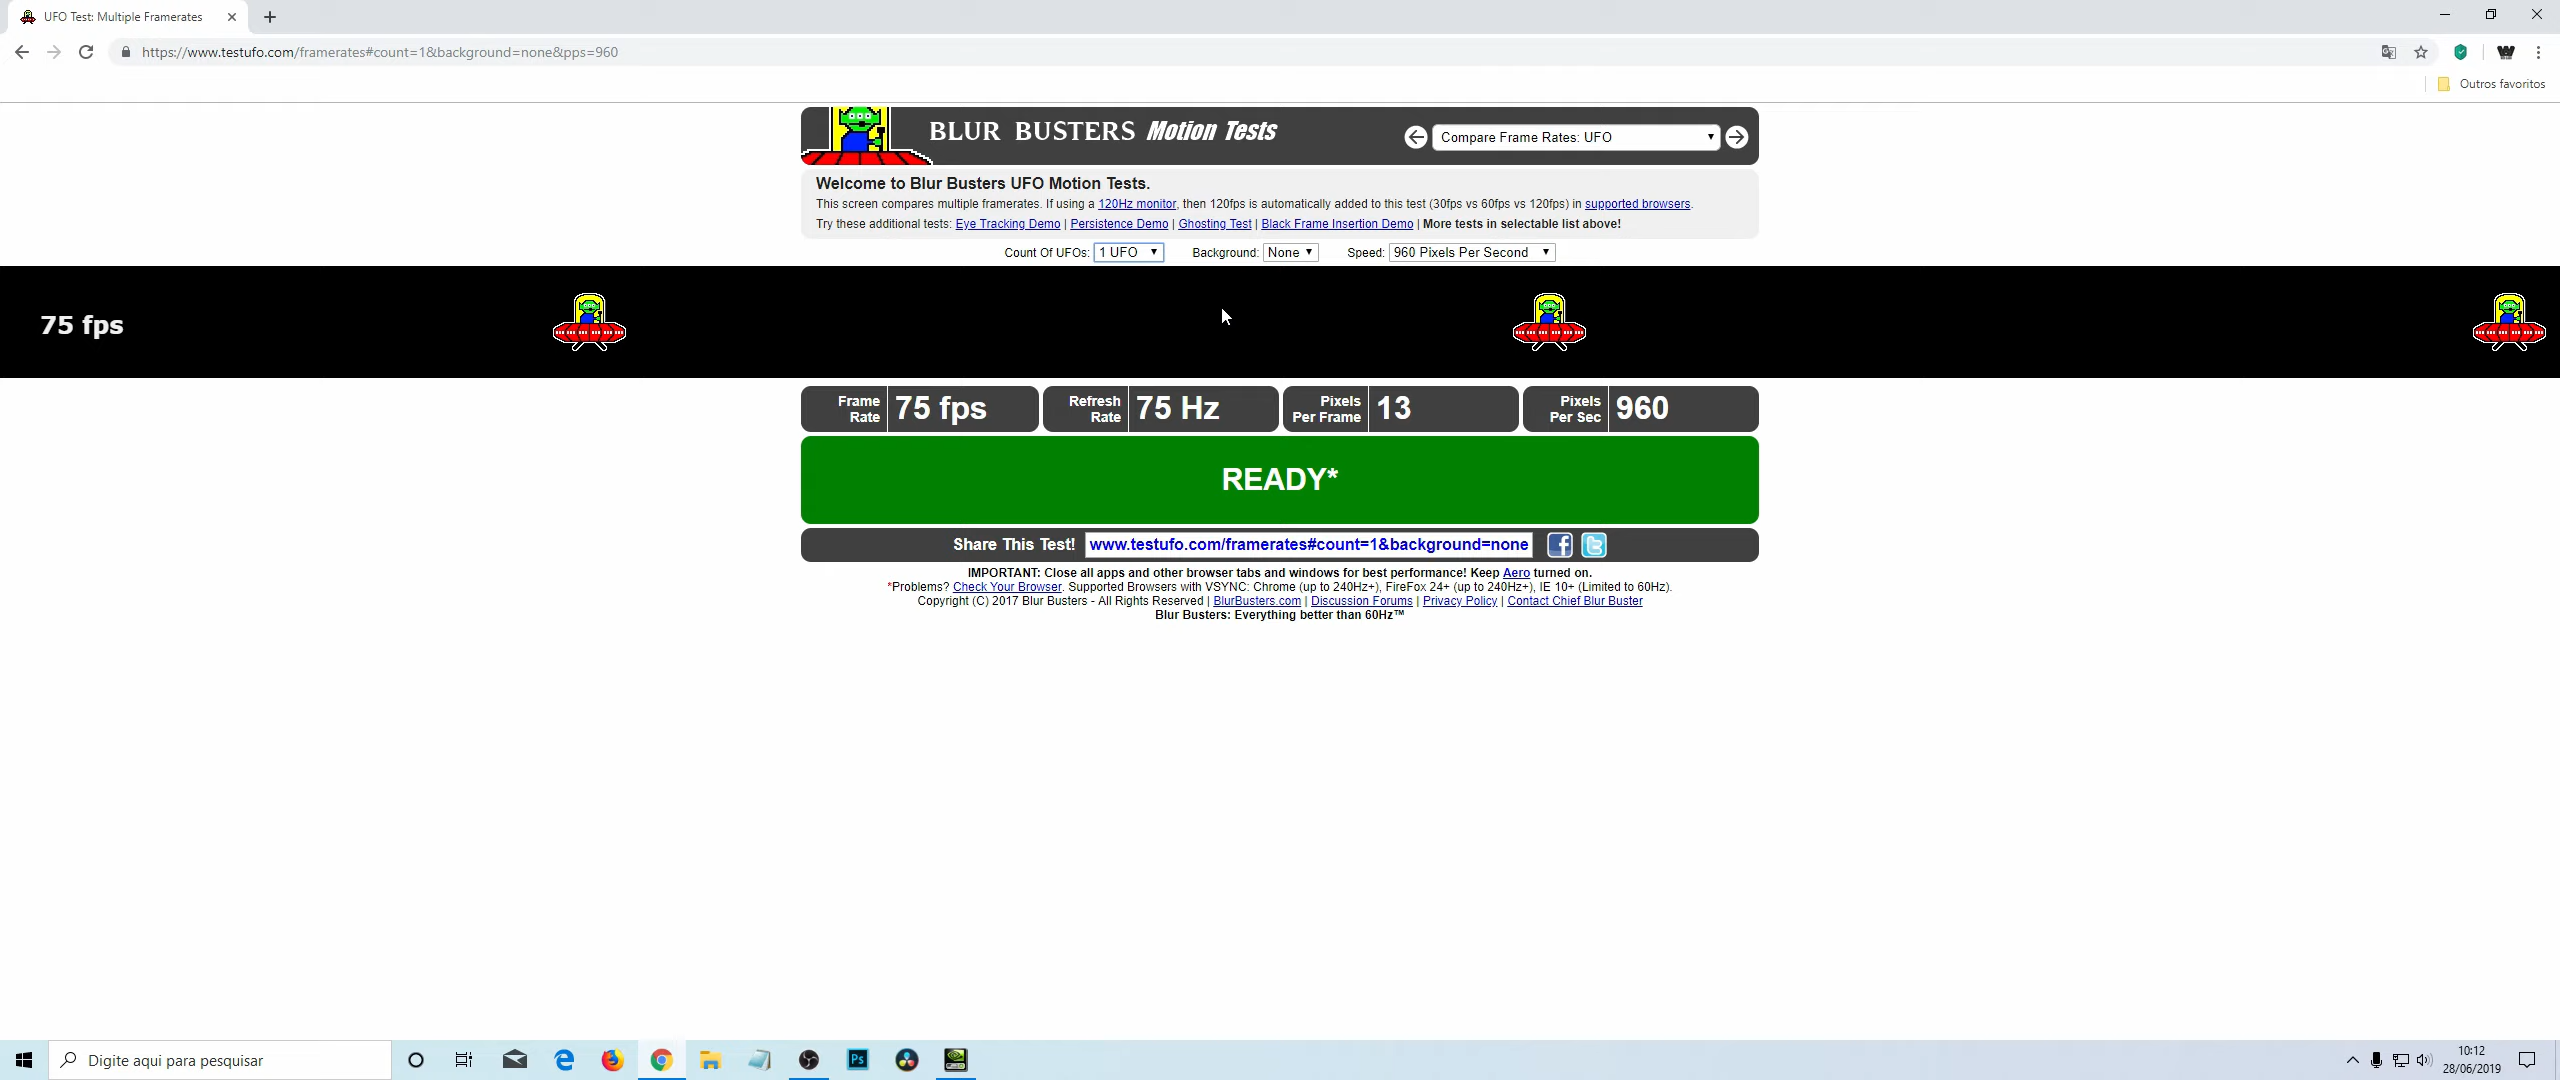 UFO Test: Multiple Framerates
https://www.testufo.com/framerates#count=1&background=none&pps=960
Outros favoritos
BLUR BUSTERS Motion Tests
Compare Frame Rates: UFO
Welcome to Blur Busters UFO Motion Tests.
This screen compares multiple framerates. If using a 120Hz monitor, then 120fps is automatically added to this test (30fps vs 60fps vs 120fps) in supported browsers.
Try these additional tests: Eye Tracking Demo | Persistence Demo | Ghosting Test | Black Frame Insertion Demo | More tests in selectable list above!
Count Of UFOs: 1 UFO Background: None Speed: 960 Pixels Per Second
75 fps
Frame Rate 75 fps Refresh Rate 75 Hz Pixels Per Frame 13 Pixels Per Sec 960
READY*
Share This Test! www.testufo.com/framerates#count=1&background=none
IMPORTANT: Close all apps and other browser tabs and windows for best performance! Keep Aero turned on.
*Problems? Check Your Browser. Supported Browsers with VSYNC: Chrome (up to 240Hz+), FireFox 24+ (up to 240Hz+), IE 10+ (Limited to 60Hz).
Copyright (C) 2017 Blur Busters - All Rights Reserved | BlurBusters.com | Discussion Forums | Privacy Policy | Contact Chief Blur Buster
Blur Busters: Everything better than 60Hz™
Digite aqui para pesquisar
Ps
10:12
28/06/2019